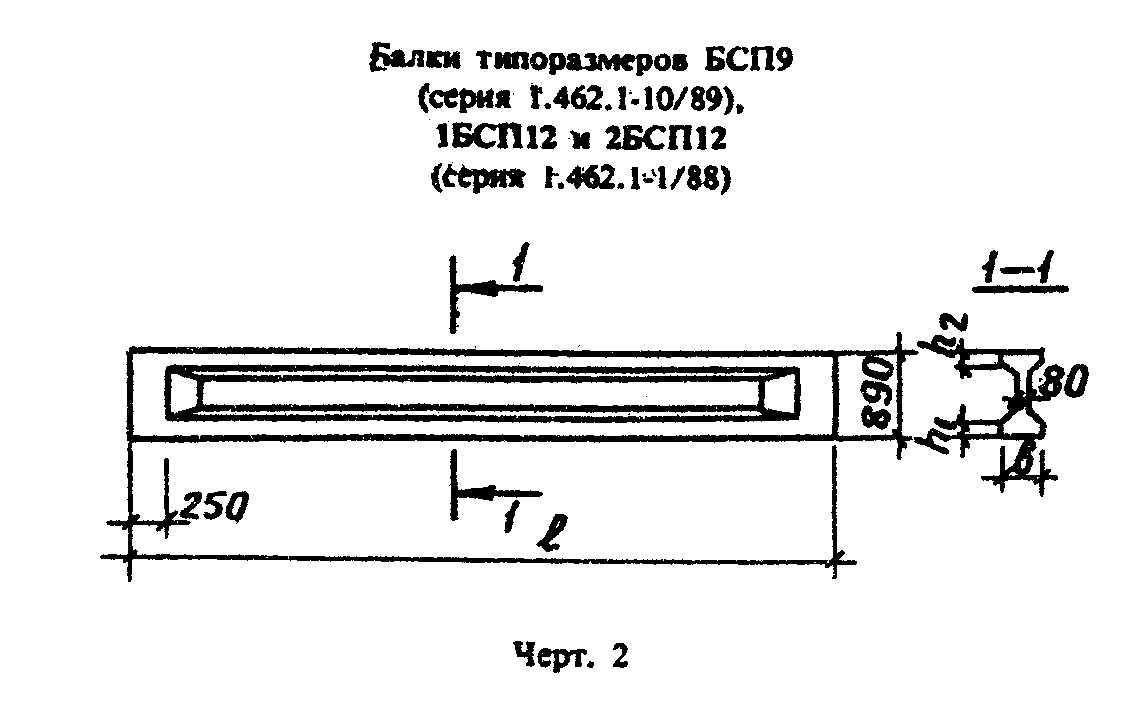 Балки типоразмеров БСП9
(серия 1.462.1-10/89),
1БСП12 и 2БСП12
(серия 1.462.1-1/88)
1
1—1
h2
890
80
h1
в
250
1
l
Черт. 2